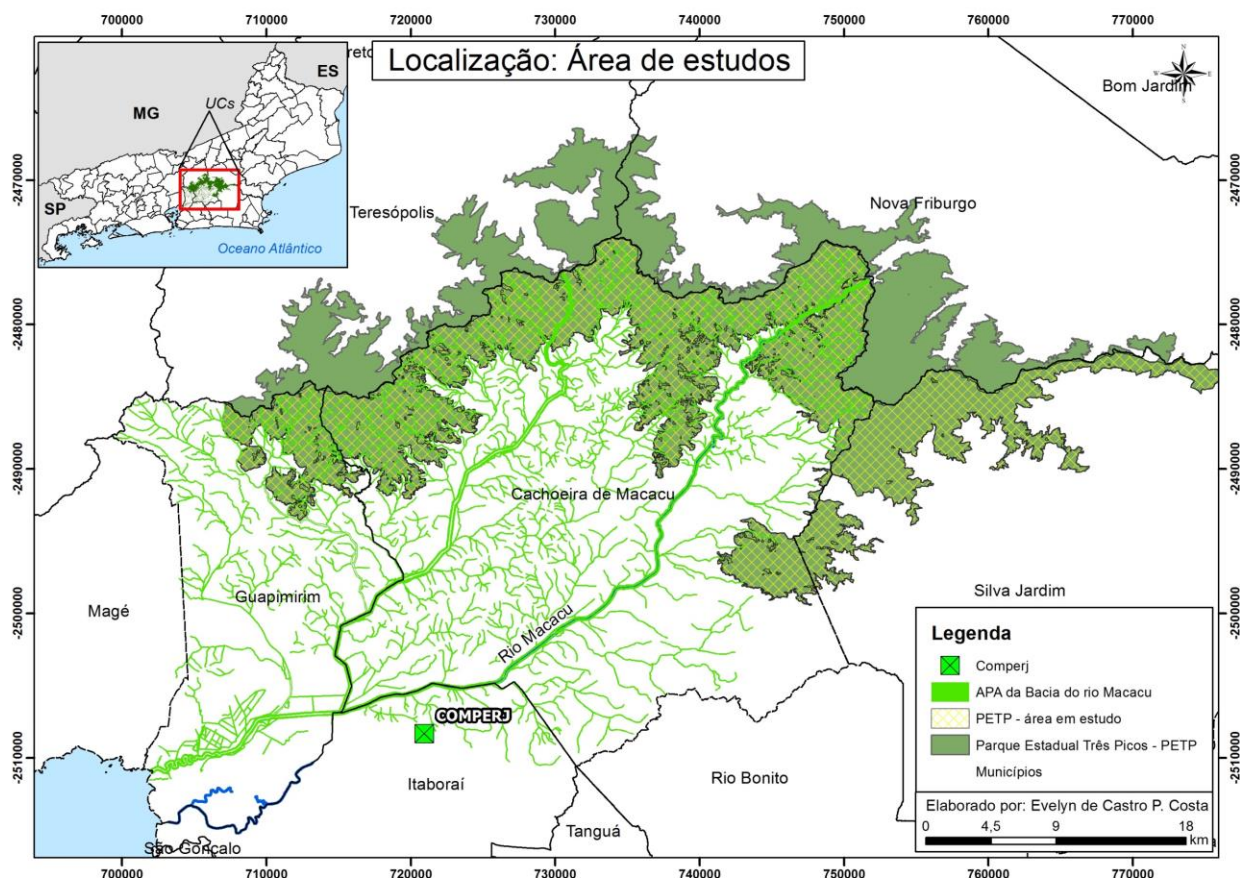 700000 710000 720000 730000 740000 750000 760000 770000
Localização: Área de estudos
ES
UCs
MG
SP
Oceano Atlântico
Bom Jardim
-2470000 -2470000
Teresópolis
Nova Friburgo
-2480000 -2480000
-2490000 -2490000
Cachoeira de Macacu
Magé
Guapimirim
Silva Jardim
-2500000 -2500000
Rio Macacu
COMPERJ
-2510000 -2510000
Itaboraí
Rio Bonito
Tanguá
São Gonçalo
Legenda
Comperj
APA da Bacia do rio Macacu
PETP - área em estudo
Parque Estadual Três Picos - PETP
Municípios
Elaborado por: Evelyn de Castro P. Costa
0 4,5 9 18
km
700000 710000 720000 730000 740000 750000 760000 770000